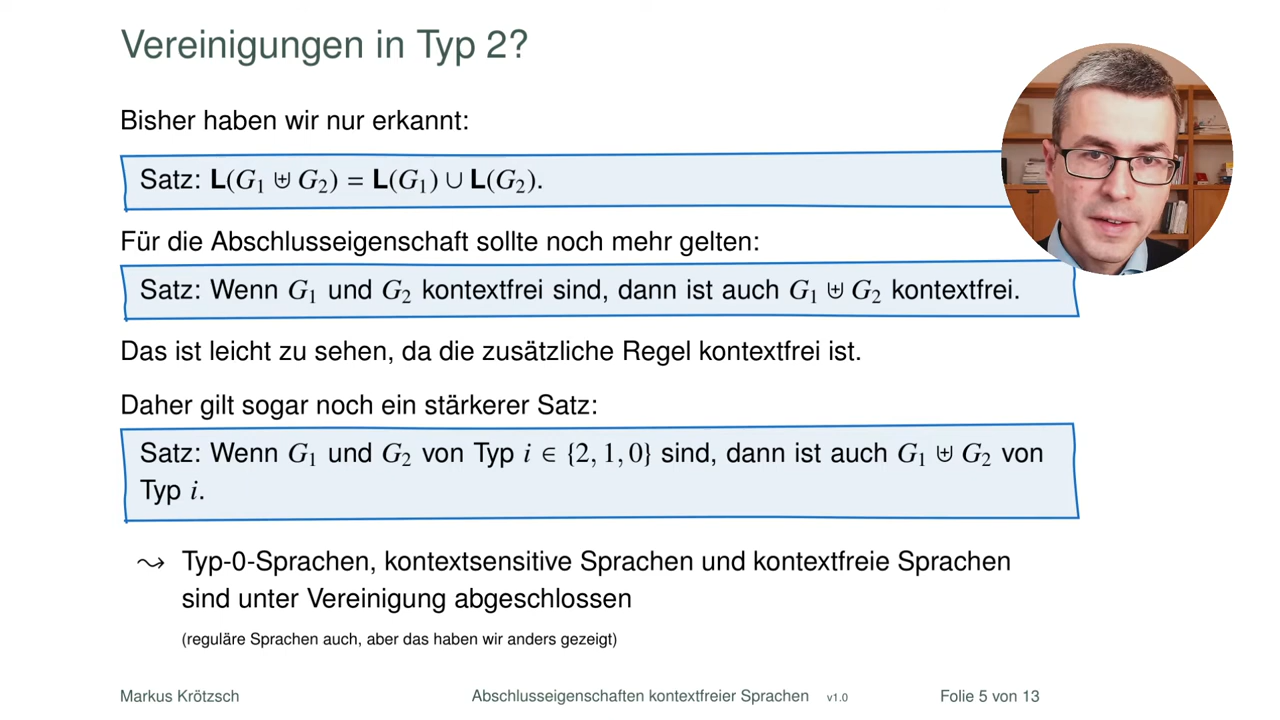 Vereinigungen in Typ 2?
Bisher haben wir nur erkannt:
Satz: L(G₁ ⊎ G₂) = L(G₁) ∪ L(G₂).
Für die Abschlusseigenschaft sollte noch mehr gelten:
Satz: Wenn G₁ und G₂ kontextfrei sind, dann ist auch G₁ ⊎ G₂ kontextfrei.
Das ist leicht zu sehen, da die zusätzliche Regel kontextfrei ist.
Daher gilt sogar noch ein stärkerer Satz:
Satz: Wenn G₁ und G₂ von Typ i ∈ {2, 1, 0} sind, dann ist auch G₁ ⊎ G₂ von
Typ i.
⤳ Typ-0-Sprachen, kontextsensitive Sprachen und kontextfreie Sprachen
sind unter Vereinigung abgeschlossen
(reguläre Sprachen auch, aber das haben wir anders gezeigt)
Markus Krötzsch Abschlusseigenschaften kontextfreier Sprachen v1.0 Folie 5 von 13